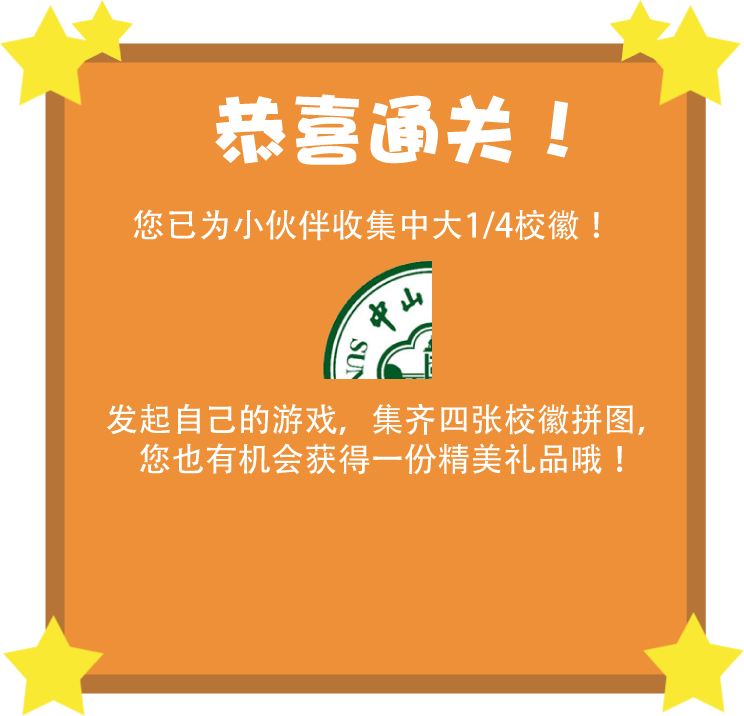 恭喜通关！
您已为小伙伴收集中大1/4校徽！
中山
SUN
发起自己的游戏，集齐四张校徽拼图，
您也有机会获得一份精美礼品哦！